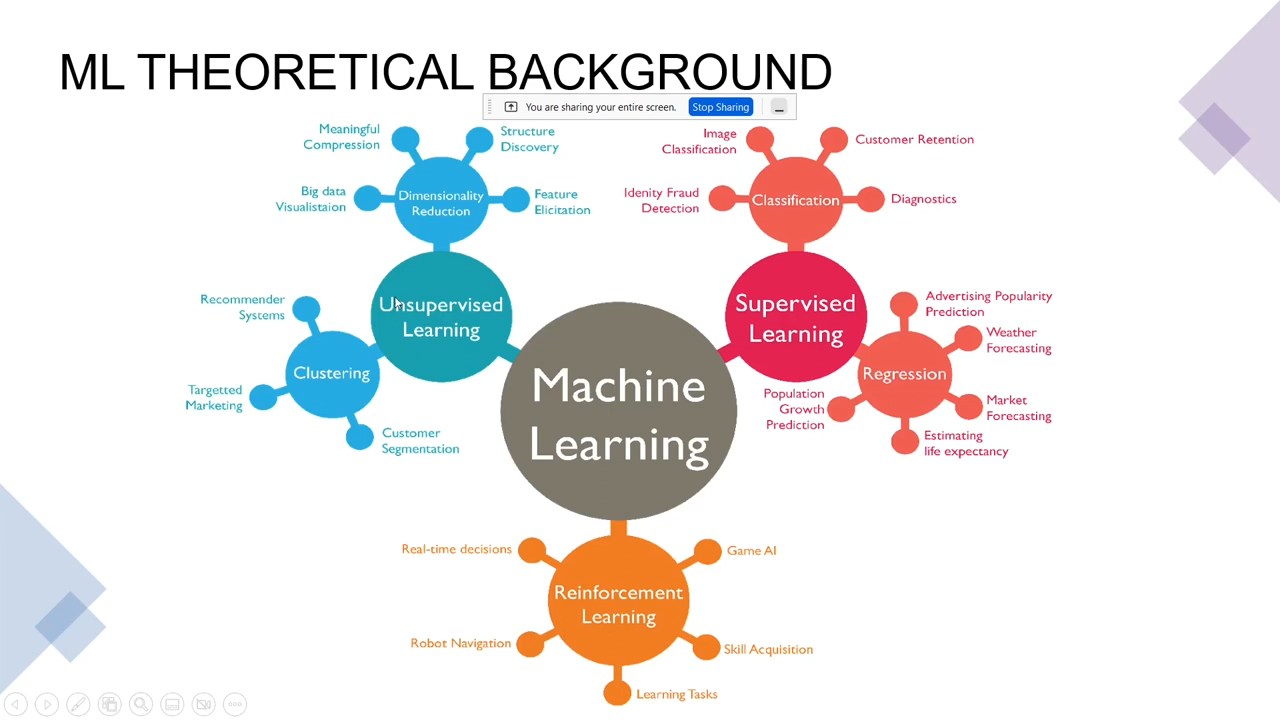 ML THEORETICAL BACKGROUND
You are sharing your entire screen.
Stop Sharing
Meaningful
Compression
Structure
Discovery
Big data
Visualistaion
Dimensionality
Reduction
Feature
Elicitation
Unsupervised
Learning
Recommender
Systems
Clustering
Targetted
Marketing
Customer
Segmentation
Machine
Learning
Image
Classification
Customer Retention
Idenity Fraud
Detection
Classification
Diagnostics
Supervised
Learning
Advertising Popularity
Prediction
Weather
Forecasting
Regression
Population
Growth
Prediction
Market
Forecasting
Estimating
life expectancy
Real-time decisions
Game AI
Reinforcement
Learning
Robot Navigation
Skill Acquisition
Learning Tasks